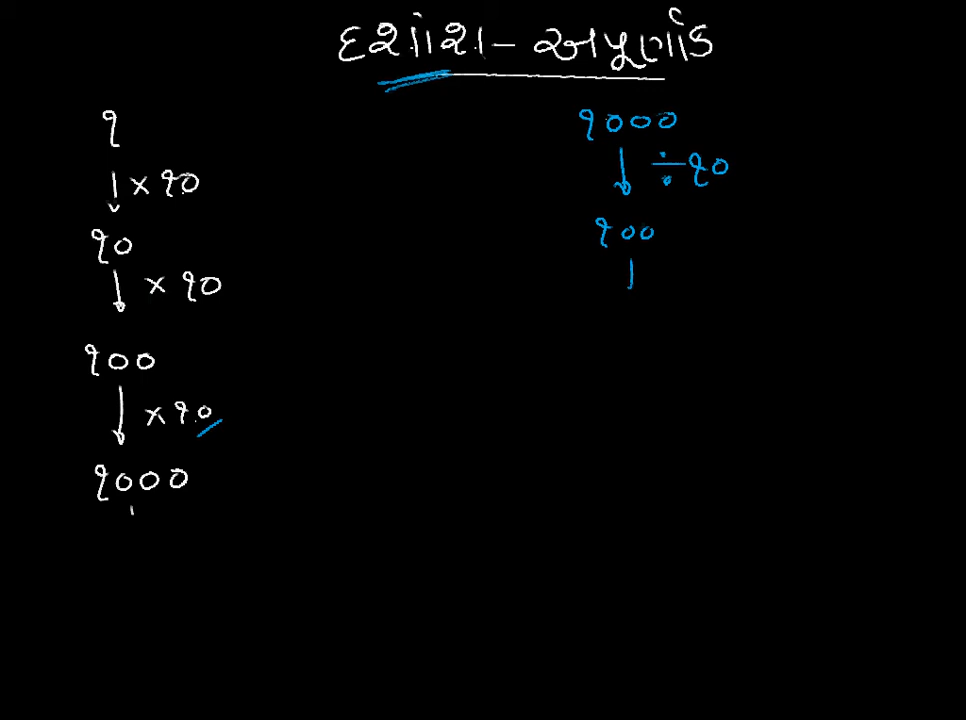 દશાંશ - અપૂર્ણાંક
૧
↓ × ૧૦
૧૦
↓ × ૧૦
૧૦૦
↓ × ૧૦
૧૦૦૦
૧૦૦૦
↓ ÷ ૧૦
૧૦૦